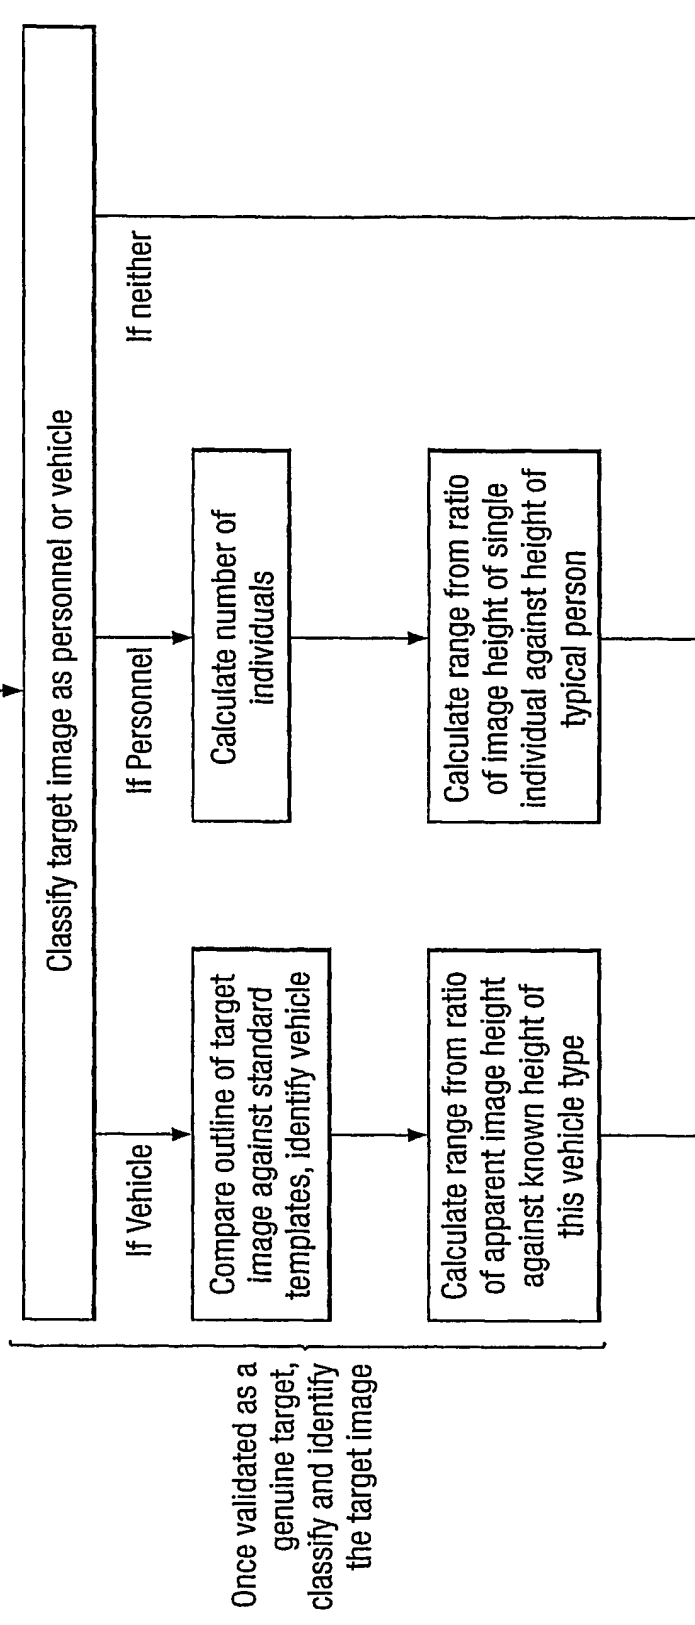 Classify target image as personnel or vehicle
If Vehicle
If Personnel
If neither
Compare outline of target
image against standard
templates, identify vehicle
Calculate number of
individuals
Calculate range from ratio
of apparent image height
against known height of
this vehicle type
Calculate range from ratio
of image height of single
individual against height of
typical person
Once validated as a
genuine target,
classify and identify
the target image